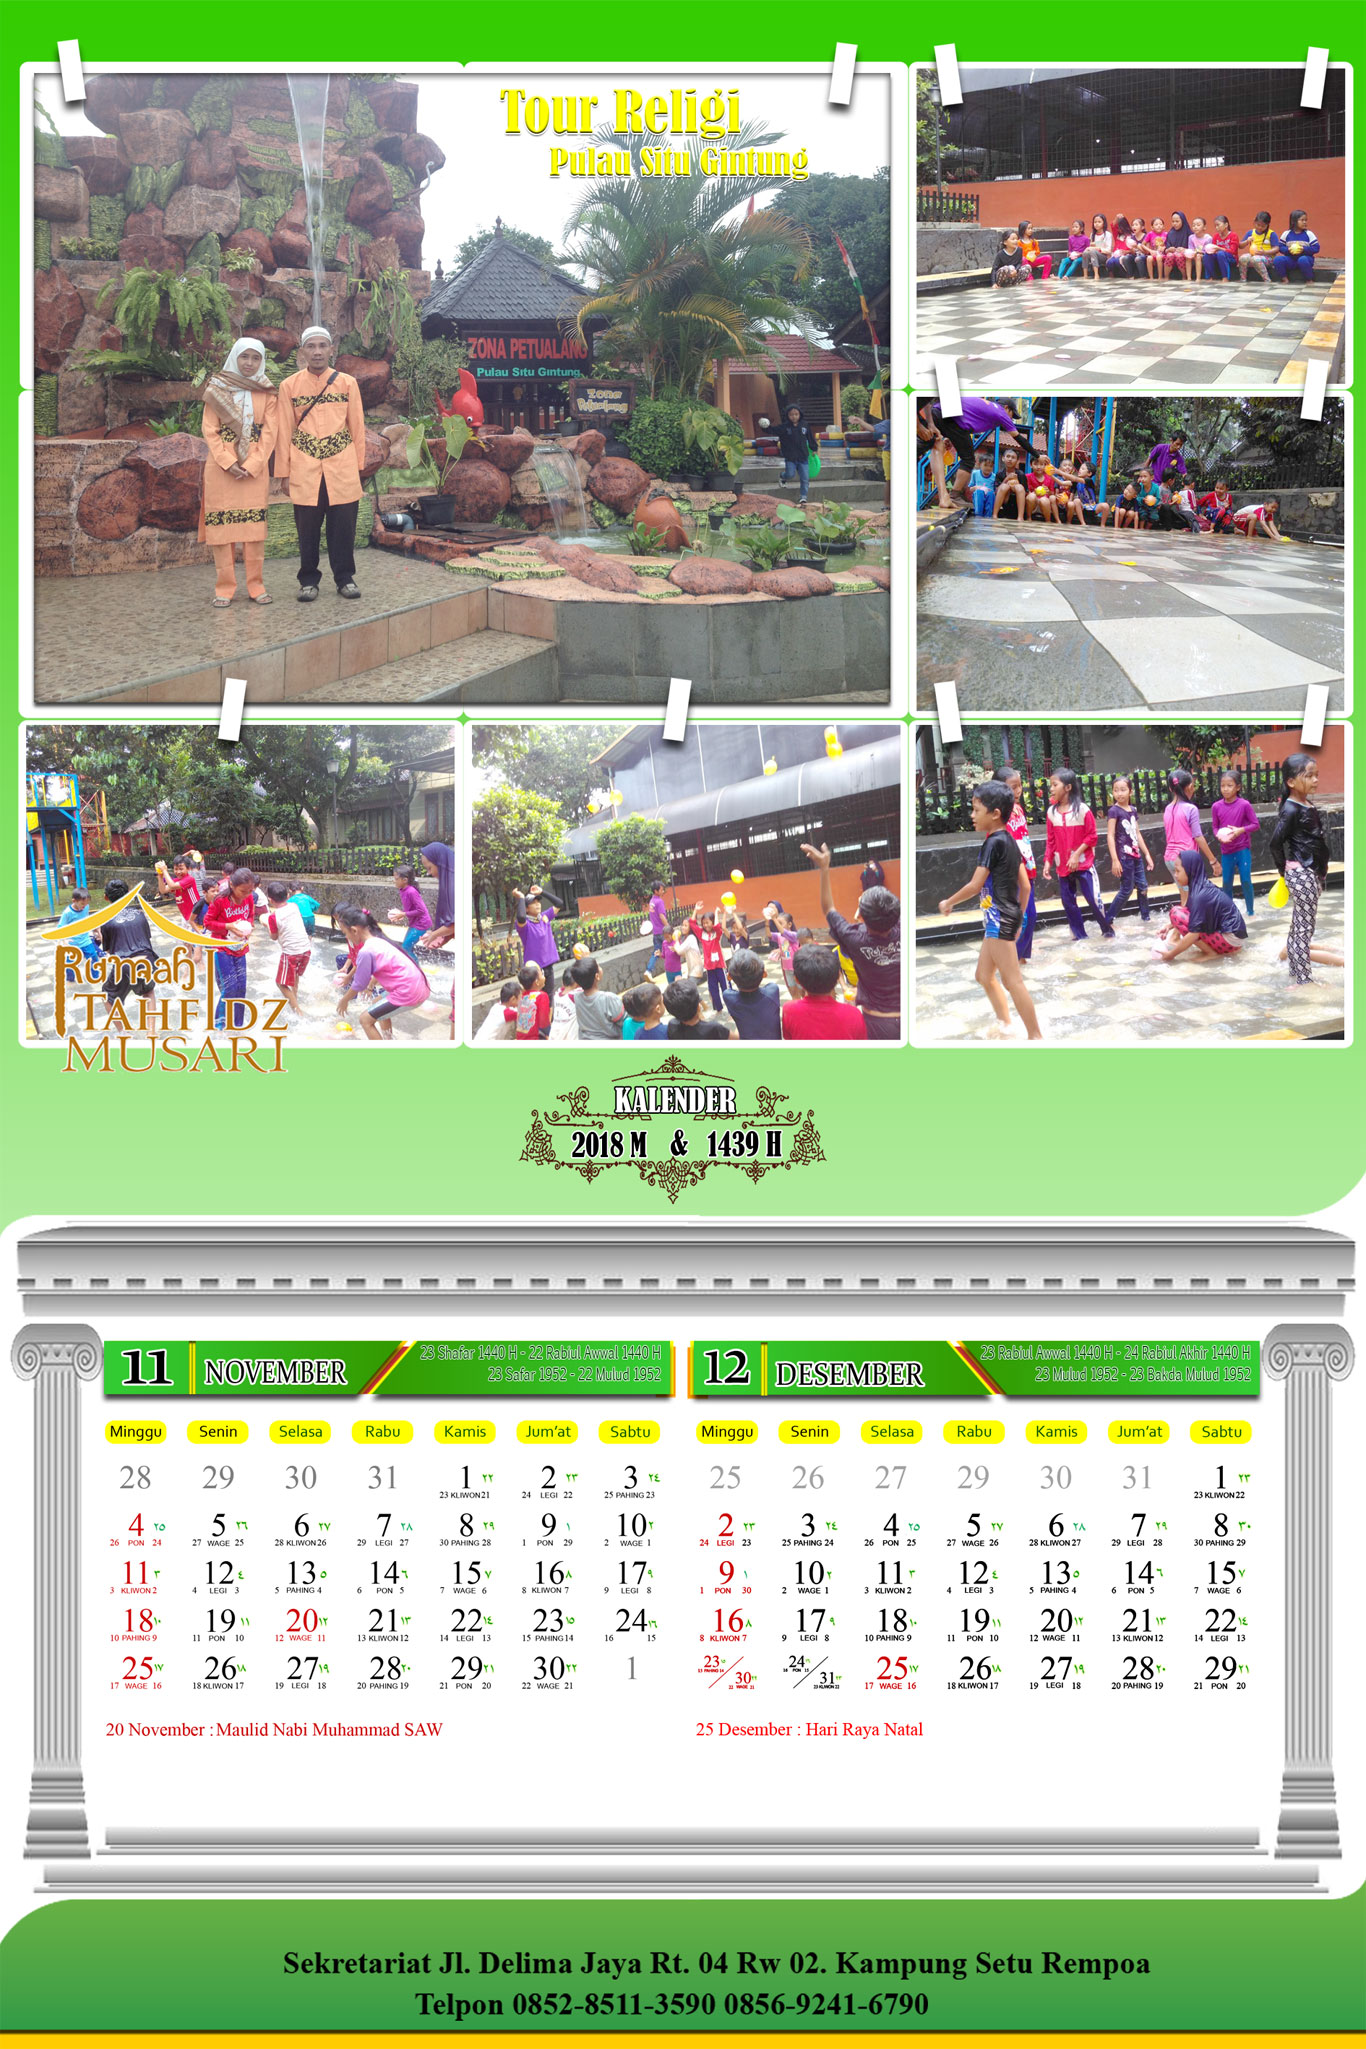 Tour Religi
Pulau Situ Gintung
ZONA PETUALANG
Pulau Situ Gintung
Zona
Petualang
Rumah
TAHFIDZ
MUSARI
KALENDER
2018 M & 1439 H
11 NOVEMBER
23 Shafar 1440 H - 22 Rabiul Awwal 1440 H
23 Safar 1952 - 22 Mulud 1952
Minggu Senin Selasa Rabu Kamis Jum'at Sabtu
28 29 30 31 1 ٢٢ 2 ٢٣ 3 ٢٤
23 KLIWON 21 24 LEGI 22 25 PAHING 23
4 ٢٥ 5 ٢٦ 6 ٢٧ 7 ٢٨ 8 ٢٩ 9 ١ 10 ٢
26 PON 24 27 WAGE 25 28 KLIWON 26 29 LEGI 27 30 PAHING 28 1 PON 29 2 WAGE 1
11 ٣ 12 ٤ 13 ٥ 14 ٦ 15 ٧ 16 ٨ 17 ٩
3 KLIWON 2 4 LEGI 3 5 PAHING 4 6 PON 5 7 WAGE 6 8 KLIWON 7 9 LEGI 8
18 ١٠ 19 ١١ 20 ١٢ 21 ١٣ 22 ١٤ 23 ١٥ 24 ١٦
10 PAHING 9 11 PON 10 12 WAGE 11 13 KLIWON 12 14 LEGI 13 15 PAHING 14 16 15
25 ١٧ 26 ١٨ 27 ١٩ 28 ٢٠ 29 ٢١ 30 ٢٢ 1
17 WAGE 16 18 KLIWON 17 19 LEGI 18 20 PAHING 19 21 PON 20 22 WAGE 21
20 November : Maulid Nabi Muhammad SAW
12 DESEMBER
23 Rabiul Awwal 1440 H - 24 Rabiul Akhir 1440 H
23 Mulud 1952 - 23 Bakda Mulud 1952
Minggu Senin Selasa Rabu Kamis Jum'at Sabtu
25 26 27 29 30 31 1 ٢٣
23 KLIWON 22
2 ٢٣ 3 ٢٤ 4 ٢٥ 5 ٢٧ 6 ٢٨ 7 ٢٩ 8 ٣٠
24 LEGI 23 25 PAHING 24 26 PON 25 27 WAGE 26 28 KLIWON 27 29 LEGI 28 30 PAHING 29
9 ١ 10 ٢ 11 ٣ 12 ٤ 13 ٥ 14 ٦ 15 ٧
1 PON 30 2 WAGE 1 3 KLIWON 2 4 LEGI 3 5 PAHING 4 6 PON 5 7 WAGE 6
16 ٨ 17 ٩ 18 ١٠ 19 ١١ 20 ١٢ 21 ١٣ 22 ١٤
8 KLIWON 7 9 LEGI 8 10 PAHING 9 11 PON 10 12 WAGE 11 13 KLIWON 12 14 LEGI 13
23 30 24 31 25 ١٧ 26 ١٨ 27 ١٩ 28 ٢٠ 29 ٢١
17 WAGE 16 18 KLIWON 17 19 LEGI 18 20 PAHING 19 21 PON 20
25 Desember : Hari Raya Natal
Sekretariat Jl. Delima Jaya Rt. 04 Rw 02. Kampung Setu Rempoa
Telpon 0852-8511-3590 0856-9241-6790